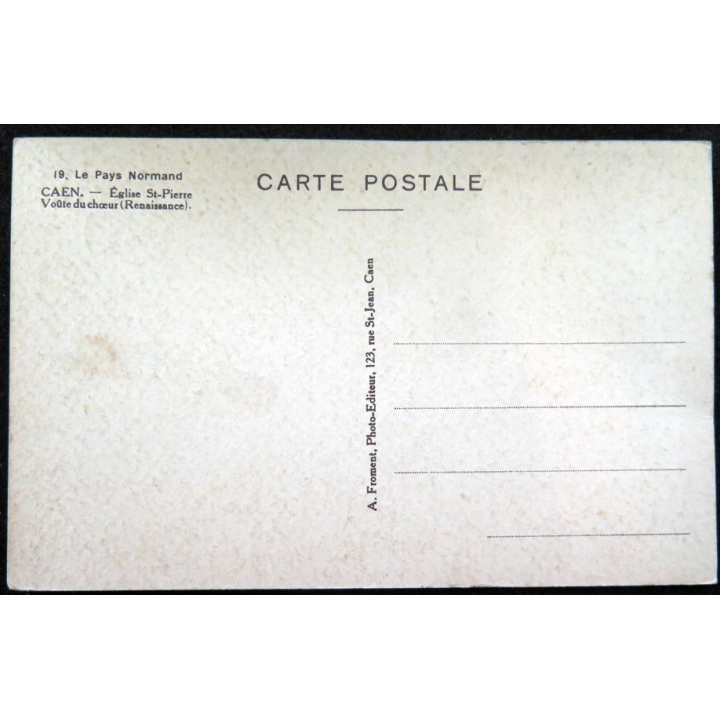 19. Le Pays Normand
CAEN. — Église St-Pierre
Voûte du chœur (Renaissance).
CARTE POSTALE
A. Froment, Photo-Editeur, 123, rue St-Jean, Caen